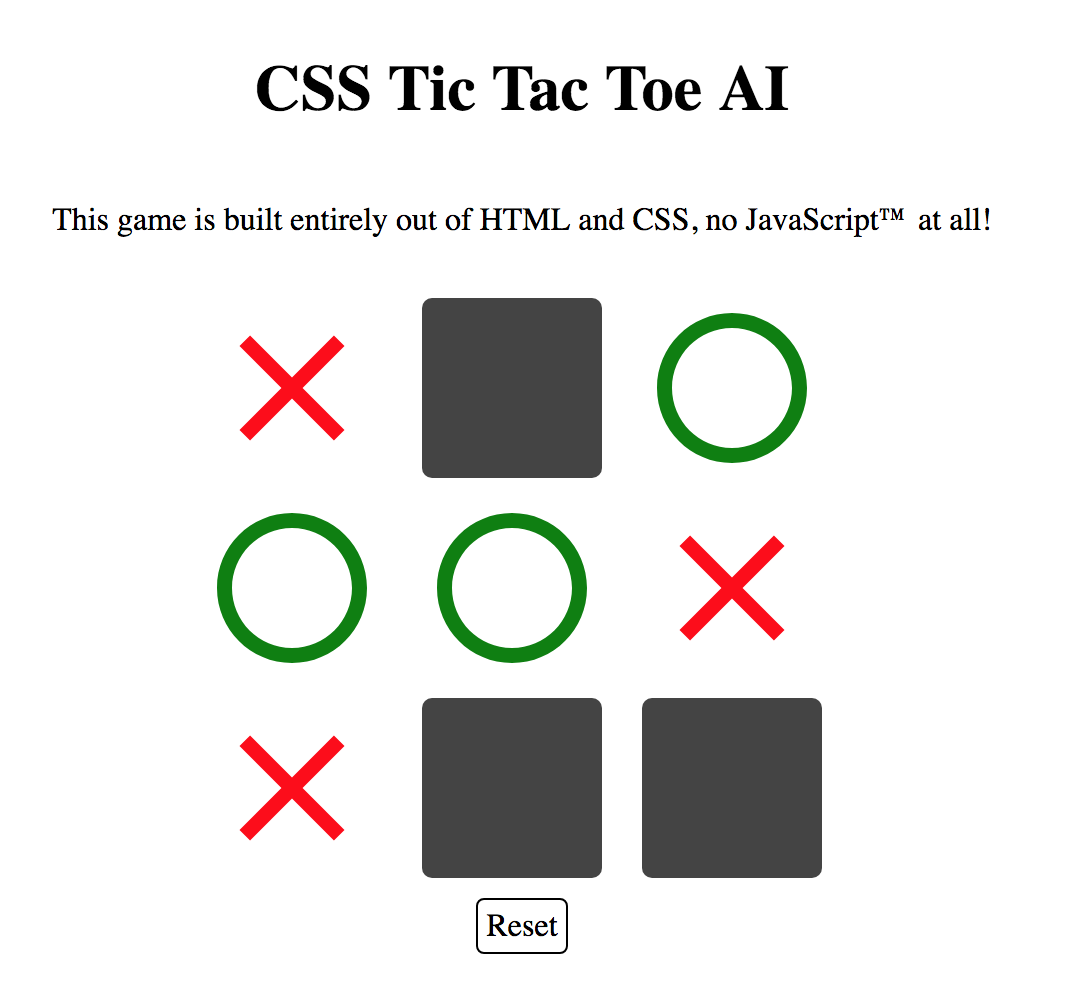 CSS Tic Tac Toe AI
This game is built entirely out of HTML and CSS, no JavaScript™ at all!
Reset